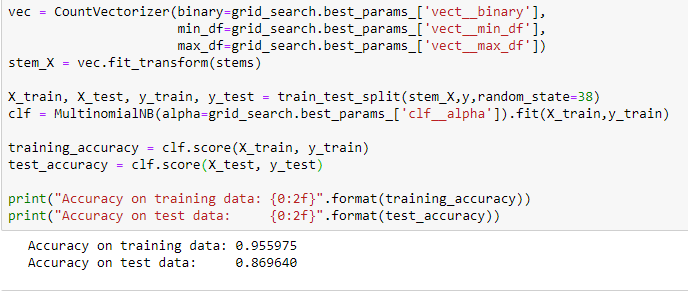 vec = CountVectorizer(binary=grid_search.best_params_['vect__binary'],
min_df=grid_search.best_params_['vect__min_df'],
max_df=grid_search.best_params_['vect__max_df'])
stem_X = vec.fit_transform(stems)
X_train, X_test, y_train, y_test = train_test_split(stem_X,y,random_state=38)
clf = MultinomialNB(alpha=grid_search.best_params_['clf__alpha']).fit(X_train,y_train)
training_accuracy = clf.score(X_train, y_train)
test_accuracy = clf.score(X_test, y_test)
print("Accuracy on training data: {0:2f}".format(training_accuracy))
print("Accuracy on test data:     {0:2f}".format(test_accuracy))
Accuracy on training data: 0.955975
Accuracy on test data:     0.869640